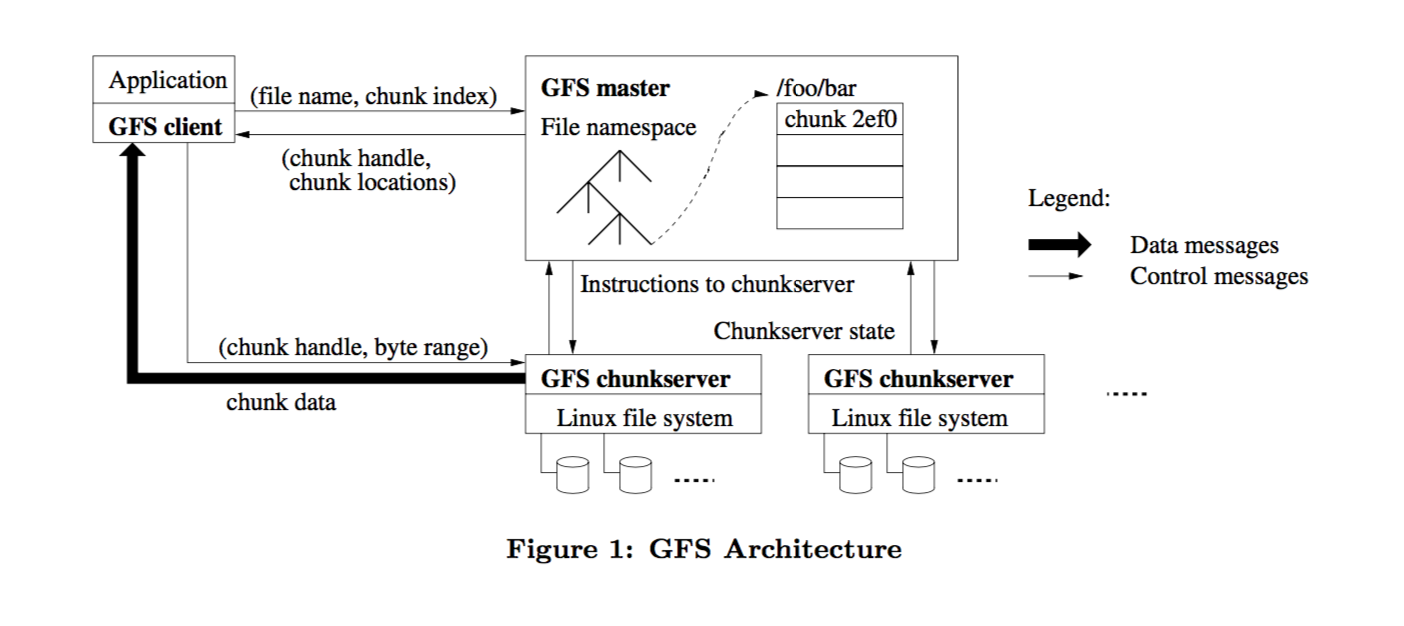 Application
GFS client
(file name, chunk index)
(chunk handle,
chunk locations)
GFS master
File namespace
/foo/bar
chunk 2ef0
Legend:
Data messages
Control messages
Instructions to chunkserver
Chunkserver state
(chunk handle, byte range)
chunk data
GFS chunkserver
Linux file system
GFS chunkserver
Linux file system
Figure 1: GFS Architecture